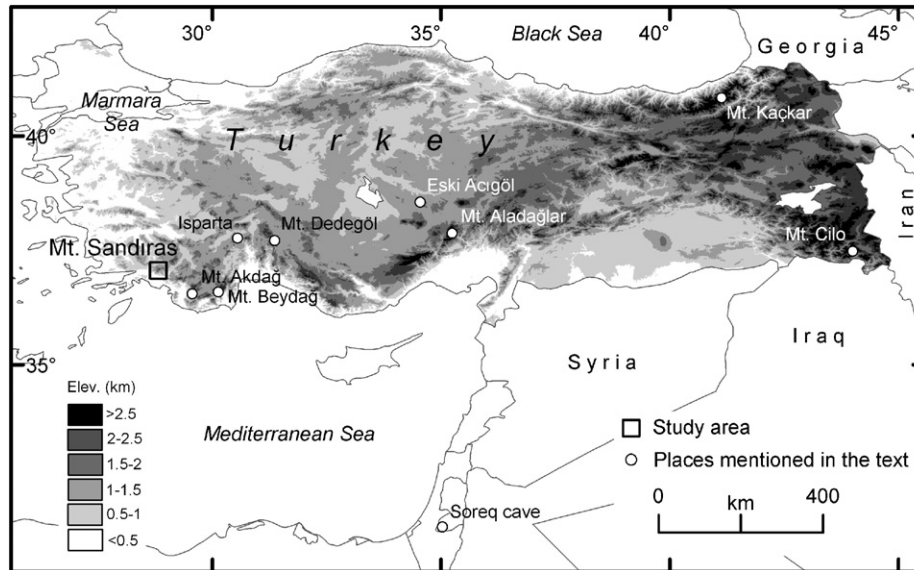 30°
35°
40°
45°
Black Sea
Georgia
Marmara
Sea
Mt. Kaçkar
40°
Turkey
Iran
Eski Acıgöl
Isparta
Mt. Dedegöl
Mt. Aladağlar
Mt. Sandıras
Mt. Cilo
Mt. Akdağ
Mt. Beydağ
Iraq
35°
Syria
Elev. (km)
>2.5
2-2.5
1.5-2
1-1.5
0.5-1
<0.5
Mediterranean Sea
Study area
Places mentioned in the text
0 400
km
Soreq cave